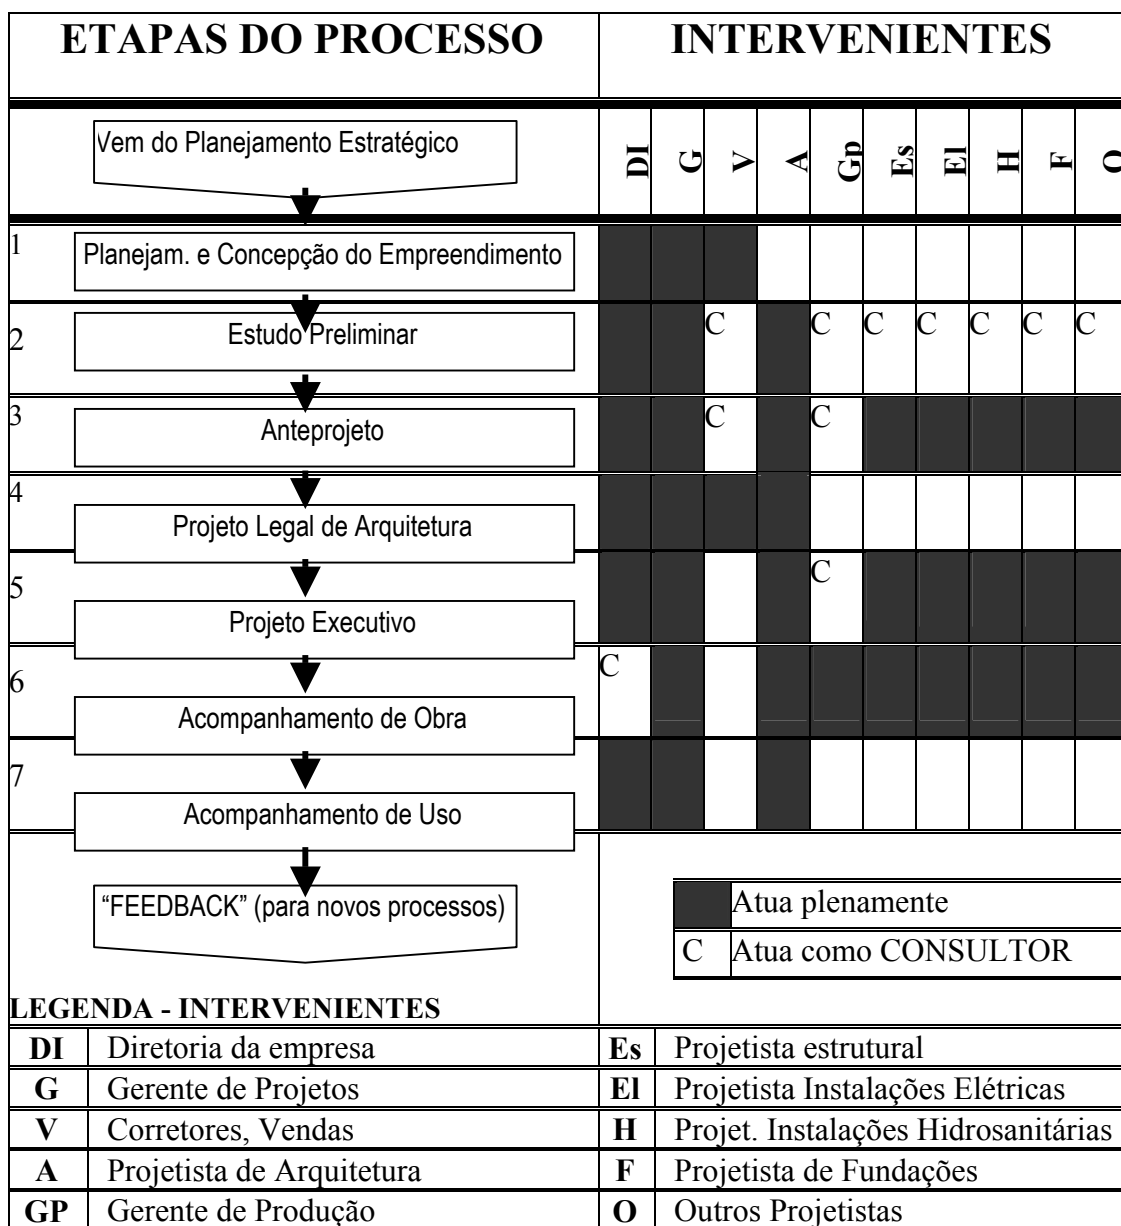 ETAPAS DO PROCESSO INTERVENIENTES
Vem do Planejamento Estratégico
DI G V A Gp Es El H F O
1 Planejam. e Concepção do Empreendimento
2 Estudo Preliminar C C C C C C C
3 Anteprojeto C C
4 Projeto Legal de Arquitetura
5 Projeto Executivo C
6 Acompanhamento de Obra C
7 Acompanhamento de Uso
“FEEDBACK” (para novos processos)
Atua plenamente
C Atua como CONSULTOR
LEGENDA - INTERVENIENTES
DI Diretoria da empresa Es Projetista estrutural
G Gerente de Projetos El Projetista Instalações Elétricas
V Corretores, Vendas H Projet. Instalações Hidrosanitárias
A Projetista de Arquitetura F Projetista de Fundações
GP Gerente de Produção O Outros Projetistas